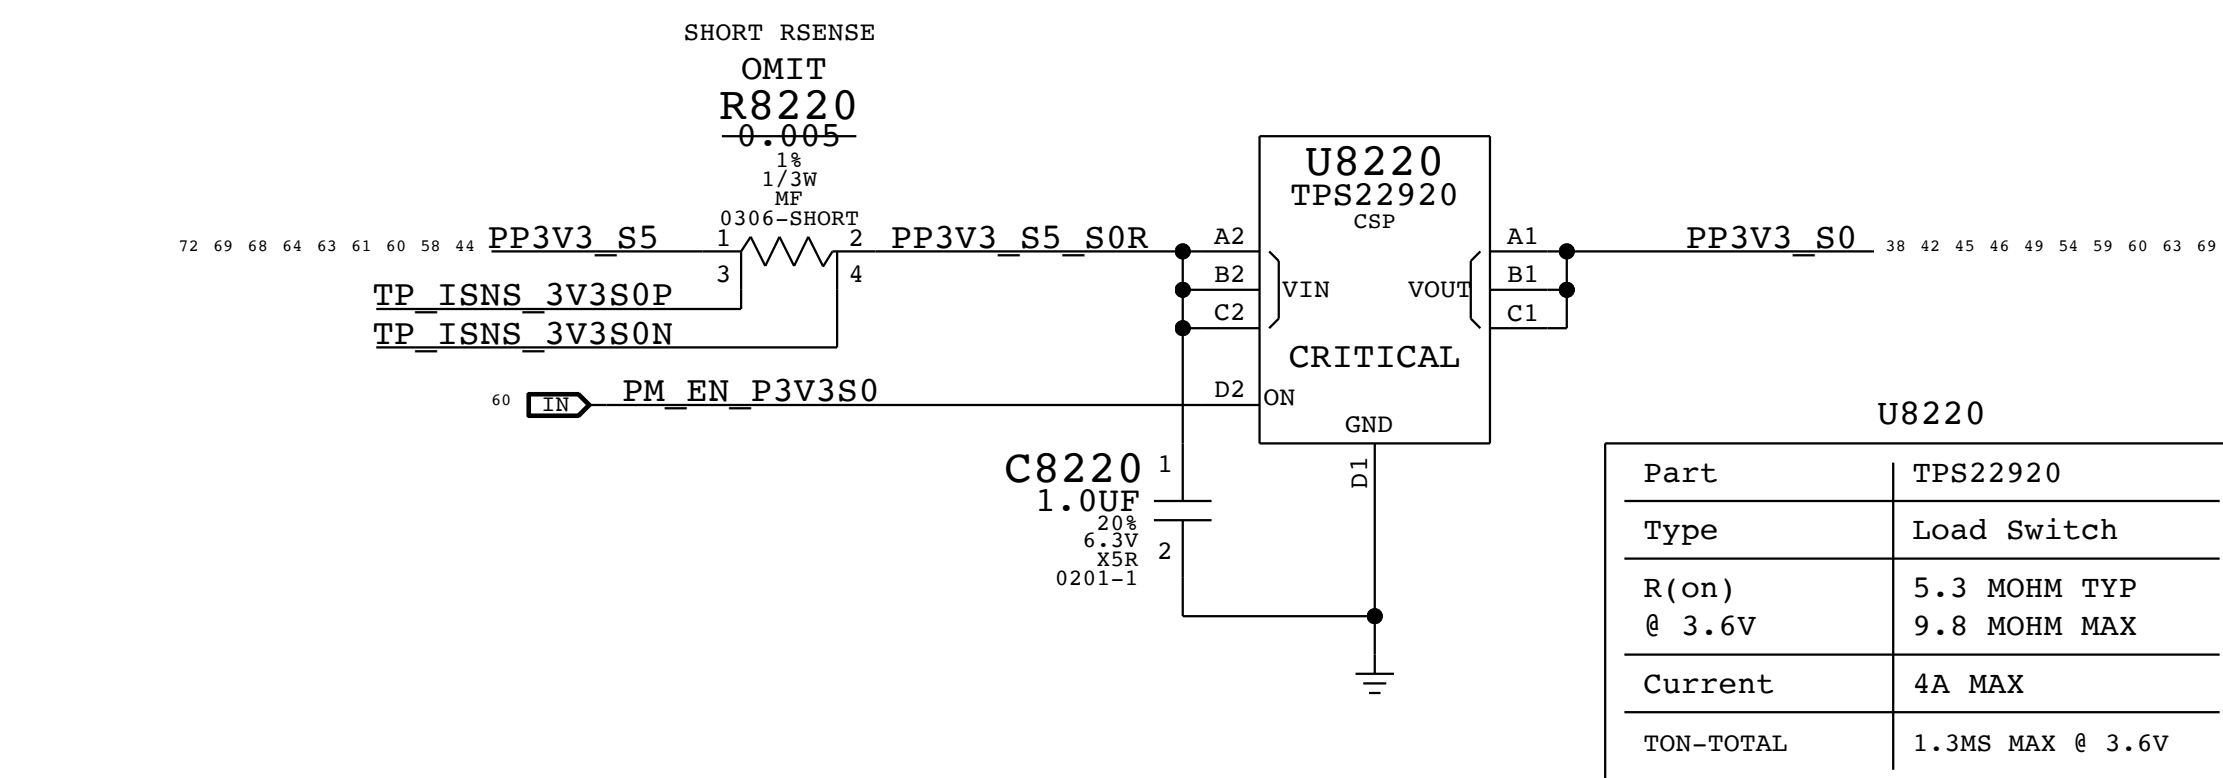 SHORT RSENSE
OMIT
R8220
0.005
1%
1/3W
MF
0306-SHORT
72 69 68 64 63 61 60 58 44 PP3V3_S5 1 2 PP3V3_S5_S0R
3 4
TP_ISNS_3V3S0P
TP_ISNS_3V3S0N
60 IN PM_EN_P3V3S0
U8220
TPS22920
CSP
A2 A1
B2 VIN VOUT B1
C2 C1
CRITICAL
D2 ON
GND
D1
PP3V3_S0 38 42 45 46 49 54 59 60 63 69
C8220 1
1.0UF
20%
6.3V
X5R 2
0201-1
U8220
Part TPS22920
Type Load Switch
R(on) 5.3 MOHM TYP
@ 3.6V 9.8 MOHM MAX
Current 4A MAX
TON-TOTAL 1.3MS MAX @ 3.6V